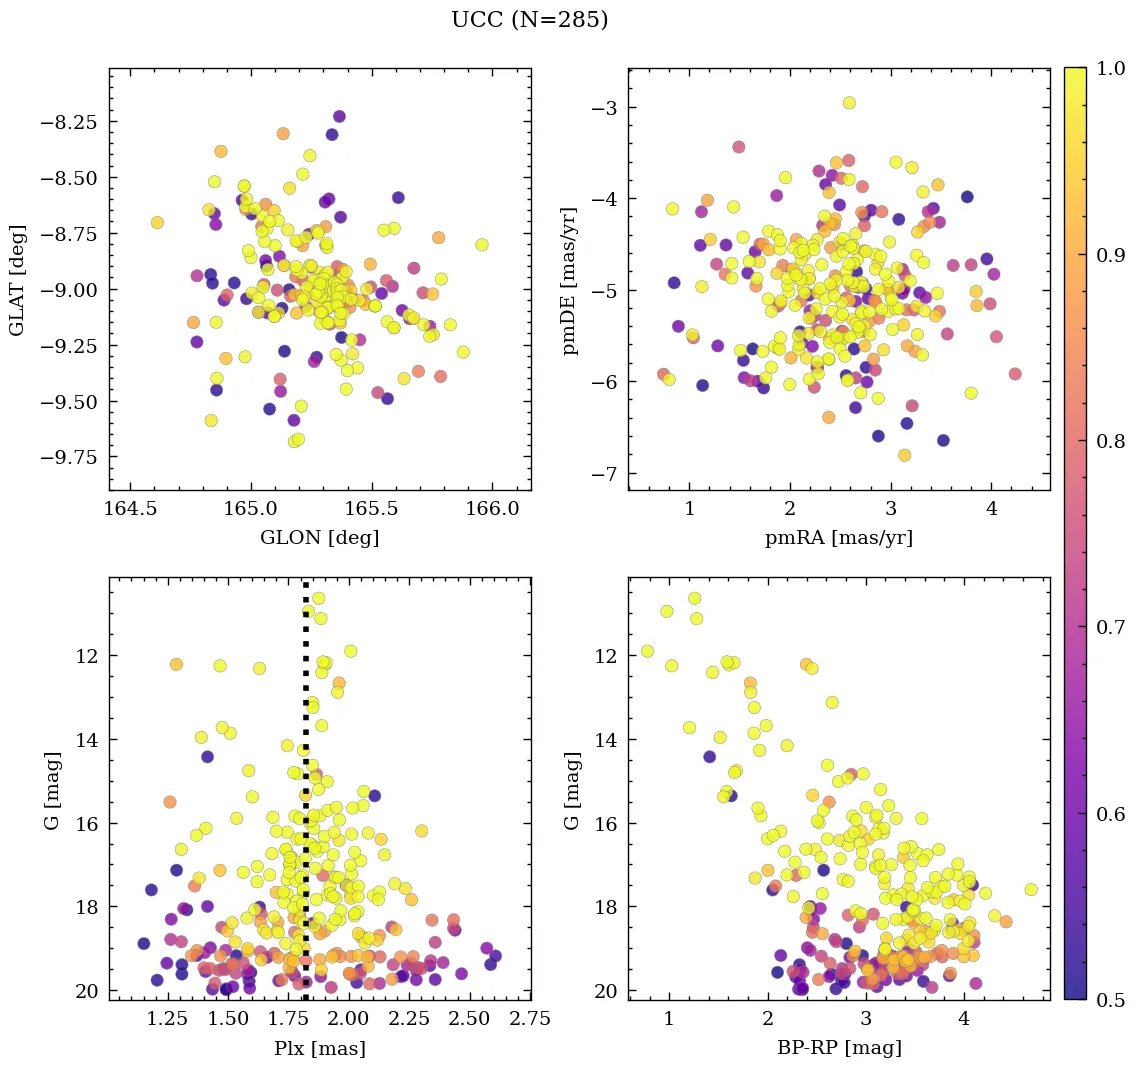 UCC (N=285)
−8.25
−8.50
−8.75
−9.00
−9.25
−9.50
−9.75
GLAT [deg]
164.5 165.0 165.5 166.0
GLON [deg]
−3
−4
−5
−6
−7
pmDE [mas/yr]
1 2 3 4
pmRA [mas/yr]
12
14
16
18
20
G [mag]
1.25 1.50 1.75 2.00 2.25 2.50 2.75
Plx [mas]
12
14
16
18
20
G [mag]
1 2 3 4
BP-RP [mag]
1.0
0.9
0.8
0.7
0.6
0.5